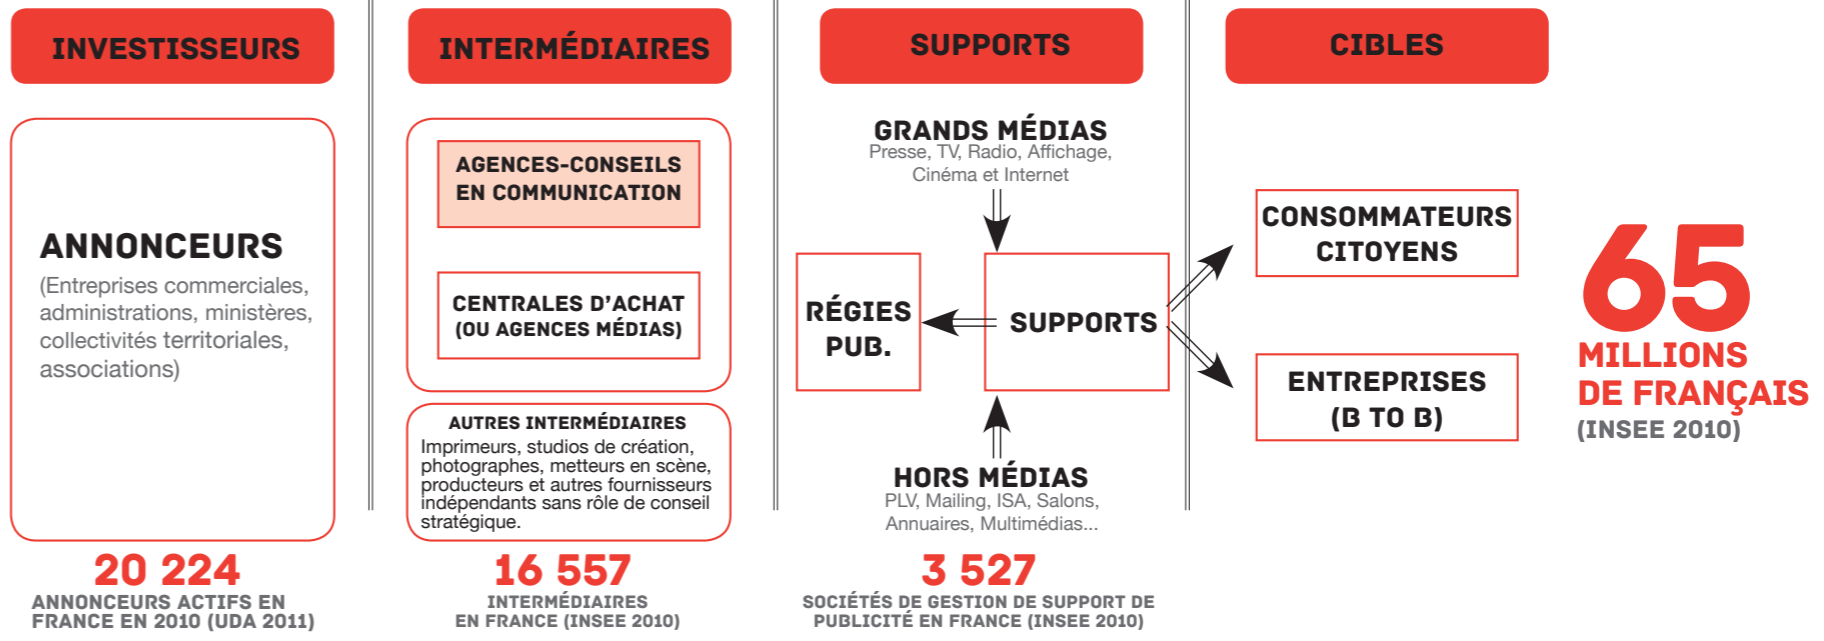 INVESTISSEURS
ANNONCEURS
(Entreprises commerciales,
administrations, ministères,
collectivités territoriales,
associations)
20 224
ANNONCEURS ACTIFS EN
FRANCE EN 2010 (UDA 2011)
INTERMÉDIAIRES
AGENCES-CONSEILS
EN COMMUNICATION
CENTRALES D'ACHAT
(OU AGENCES MÉDIAS)
AUTRES INTERMÉDIAIRES
Imprimeurs, studios de création,
photographes, metteurs en scène,
producteurs et autres fournisseurs
indépendants sans rôle de conseil
stratégique.
16 557
INTERMÉDIAIRES
EN FRANCE (INSEE 2010)
SUPPORTS
GRANDS MÉDIAS
Presse, TV, Radio, Affichage,
Cinéma et Internet
RÉGIES
PUB.
SUPPORTS
HORS MÉDIAS
PLV, Mailing, ISA, Salons,
Annuaires, Multimédias...
3 527
SOCIÉTÉS DE GESTION DE SUPPORT DE
PUBLICITÉ EN FRANCE (INSEE 2010)
CIBLES
CONSOMMATEURS
CITOYENS
ENTREPRISES
(B TO B)
65
MILLIONS
DE FRANÇAIS
(INSEE 2010)